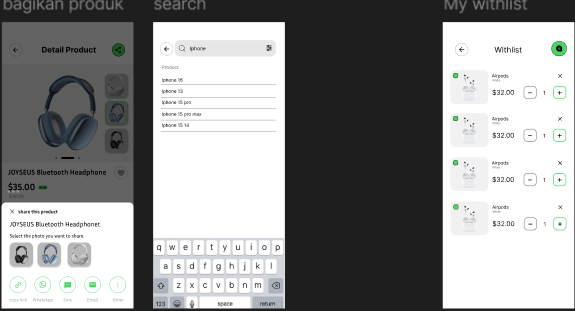 bagikan produk
Detail Product
JOYSEUS Bluetooth Headphone
$35.00
share this product
JOYSEUS Bluetooth Headphonet
Select the photo you want to share.
copy link WhatsApp Sms Email Other
search
Iphone
Product
Iphone 16
Iphone 13
Iphone 15 pro
Iphone 15 pro max
Iphone 15 14
q w e r t y u i o p
a s d f g h j k l
z x c v b n m
123 space return
My withlist
Withlist
Airpods
$32.00 1
Airpods
$32.00 1
Airpods
$32.00 1
Airpods
$32.00 1